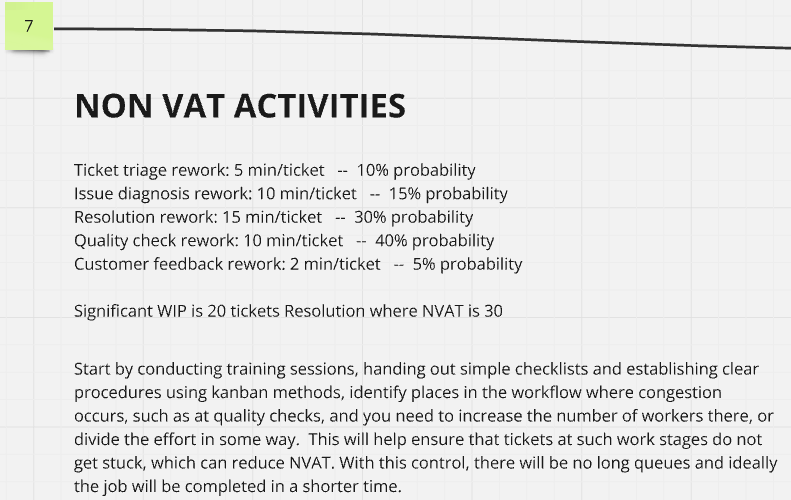 7
NON VAT ACTIVITIES
Ticket triage rework: 5 min/ticket -- 10% probability
Issue diagnosis rework: 10 min/ticket -- 15% probability
Resolution rework: 15 min/ticket -- 30% probability
Quality check rework: 10 min/ticket -- 40% probability
Customer feedback rework: 2 min/ticket -- 5% probability
Significant WIP is 20 tickets Resolution where NVAT is 30
Start by conducting training sessions, handing out simple checklists and establishing clear
procedures using kanban methods, identify places in the workflow where congestion
occurs, such as at quality checks, and you need to increase the number of workers there, or
divide the effort in some way. This will help ensure that tickets at such work stages do not
get stuck, which can reduce NVAT. With this control, there will be no long queues and ideally
the job will be completed in a shorter time.